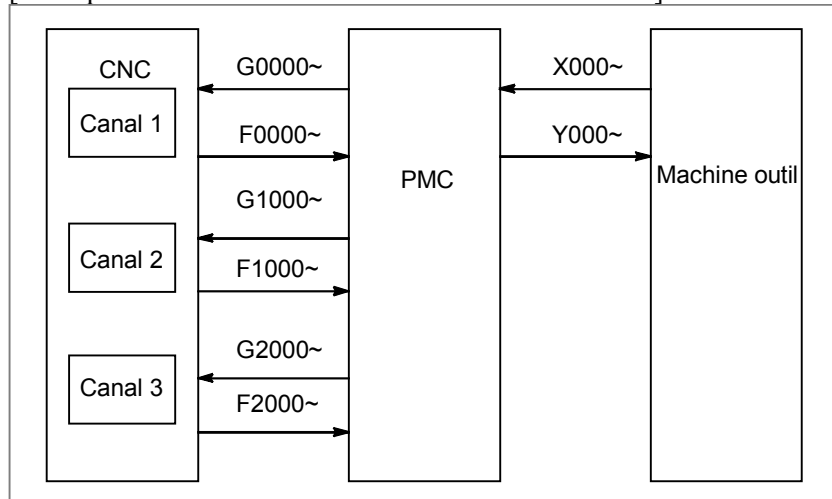 CNC
Canal 1
Canal 2
Canal 3
G0000~
F0000~
G1000~
F1000~
G2000~
F2000~
PMC
X000~
Y000~
Machine outil